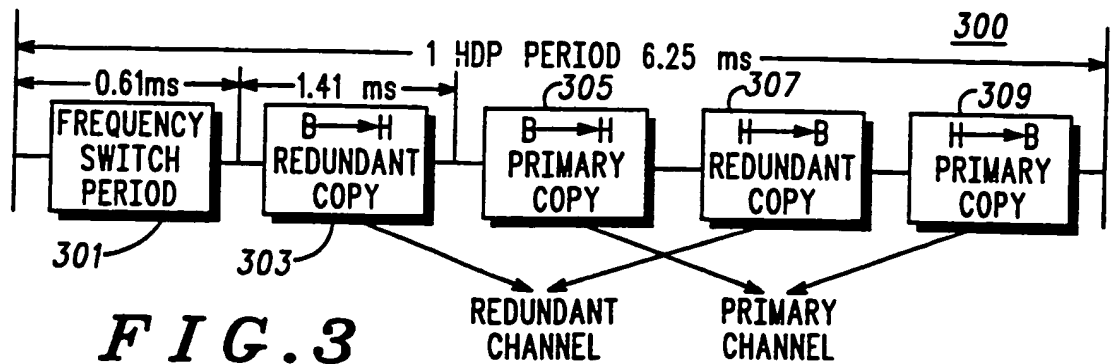 300
1 HDP PERIOD 6.25 ms
0.61ms
1.41 ms
305
307
309
FREQUENCY
SWITCH
PERIOD
B→H
REDUNDANT
COPY
B→H
PRIMARY
COPY
H→B
REDUNDANT
COPY
H→B
PRIMARY
COPY
301
303
REDUNDANT
CHANNEL
PRIMARY
CHANNEL
FIG.3